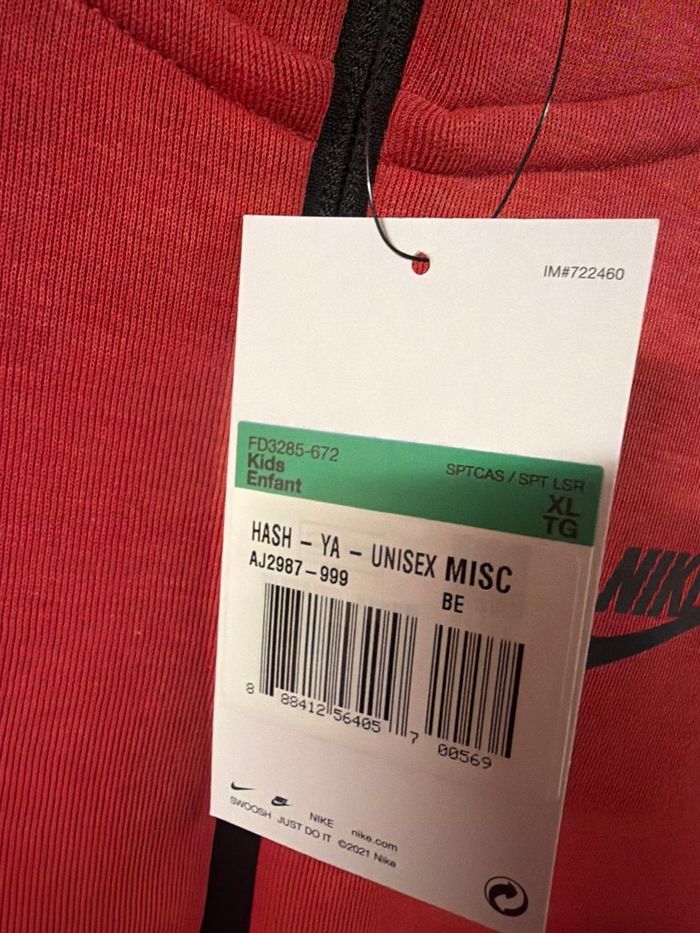 IM#722460
FD3285-672
Kids
Enfant
SPTCAS / SPT LSR
XL
TG
HASH - YA - UNISEX MISC
AJ2987-999
BE
8 88412 56405 7 00569
NIKE
SWOOSH JUST DO IT nike.com
©2021 Nike
NIKE